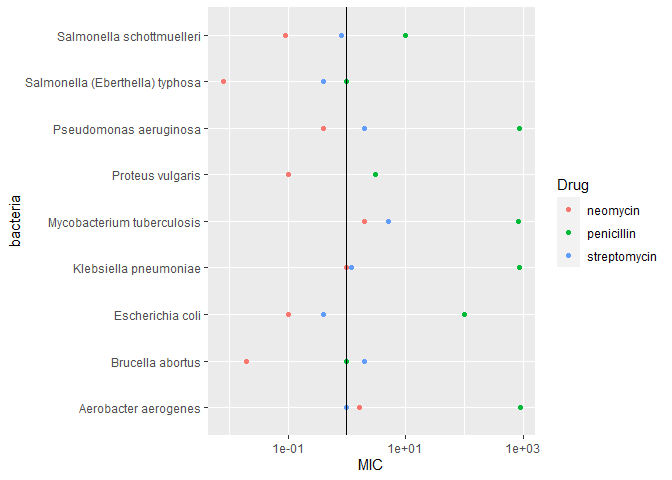 Salmonella schottmuelleri
Salmonella (Eberthella) typhosa
Pseudomonas aeruginosa
Proteus vulgaris
Mycobacterium tuberculosis
Klebsiella pneumoniae
Escherichia coli
Brucella abortus
Aerobacter aerogenes
bacteria
1e-01
1e+01
1e+03
MIC
Drug
neomycin
penicillin
streptomycin